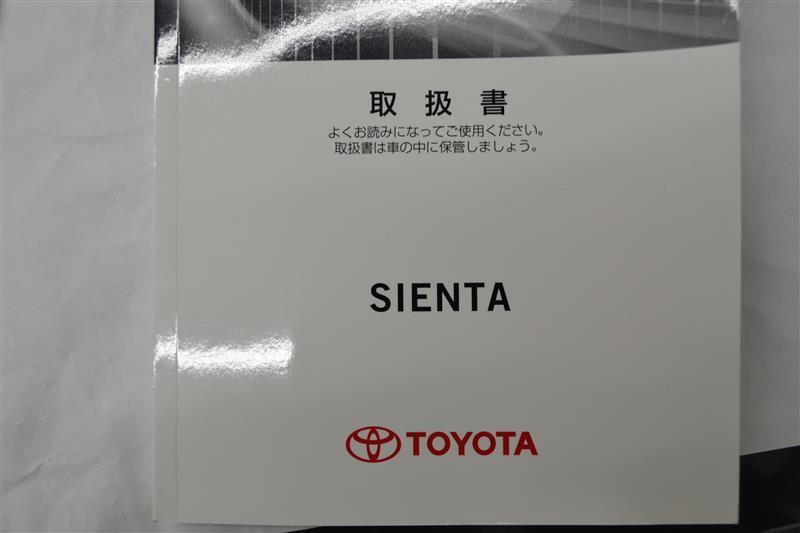 取扱書
よくお読みになってご使用ください。
取扱書は車の中に保管しましょう。
SIENTA
TOYOTA